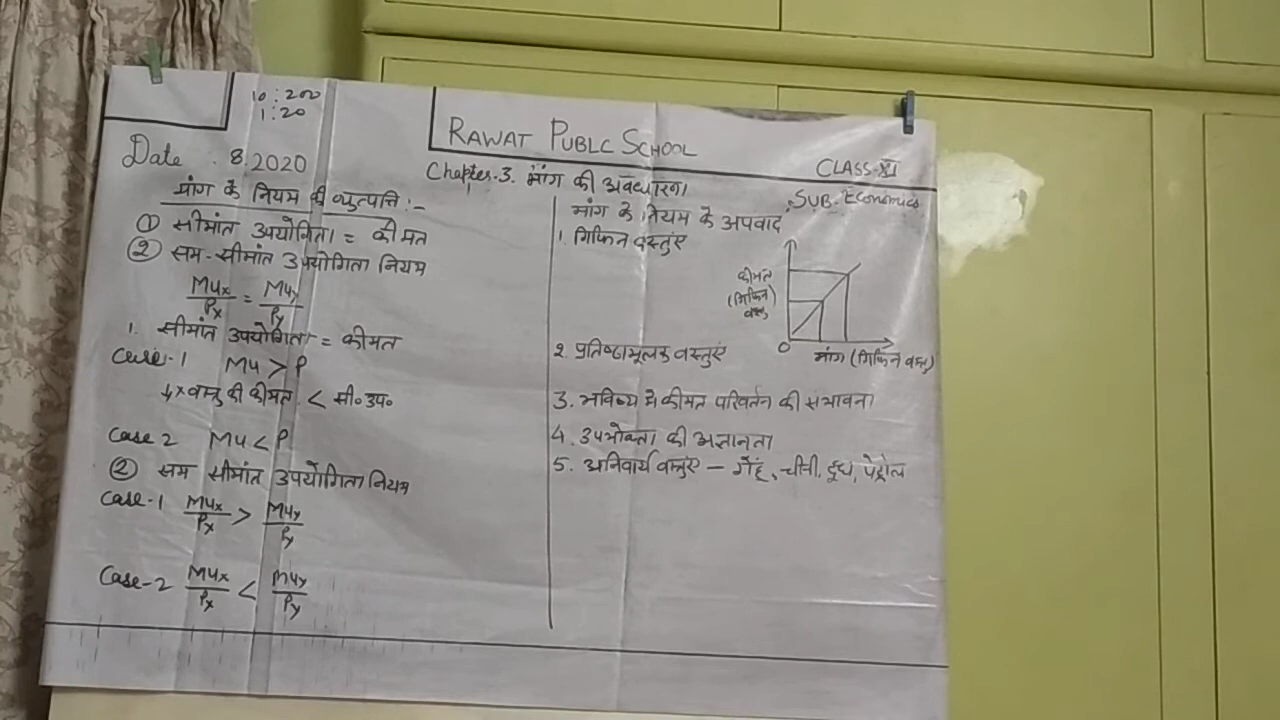 10:200
1:20
RAWAT PUBLC SCHOOL
Date .8.2020
CLASS-XI
Chapter-3. मांग की अवधारणा
SUB. Economics
मांग के नियम की व्युत्पत्ति :-
① सीमांत उपयोगिता = कीमत
② सम-सीमांत उपयोगिता नियम
MUx/Px = MUy/Py
1. सीमांत उपयोगिता = कीमत
Case-1 MU > P
x वस्तु की कीमत < सी॰ उप॰
Case 2 MU < P
② सम सीमांत उपयोगिता नियम
Case-1 MUx/Px > MUy/Py
Case-2 MUx/Px < MUy/Py
मांग के नियम के अपवाद
1. गिफिन वस्तुएं
कीमत
(गिफिन)
वस्तु
0
मांग (गिफिन वस्तु)
2. प्रतिष्ठामूलक वस्तुएं
3. भविष्य मे कीमत परिवर्तन की संभावना
4. उपभोक्ता की अज्ञानता
5. अनिवार्य वस्तुएं – गेहूं, चीनी, दूध, पेट्रोल